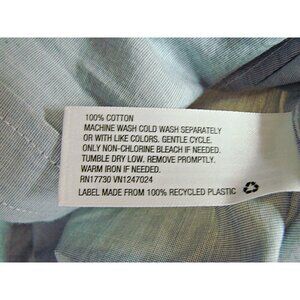 100% COTTON
MACHINE WASH COLD WASH SEPARATELY
OR WITH LIKE COLORS. GENTLE CYCLE.
ONLY NON-CHLORINE BLEACH IF NEEDED.
TUMBLE DRY LOW. REMOVE PROMPTLY.
WARM IRON IF NEEDED.
RN17730 VN1247024
LABEL MADE FROM 100% RECYCLED PLASTIC